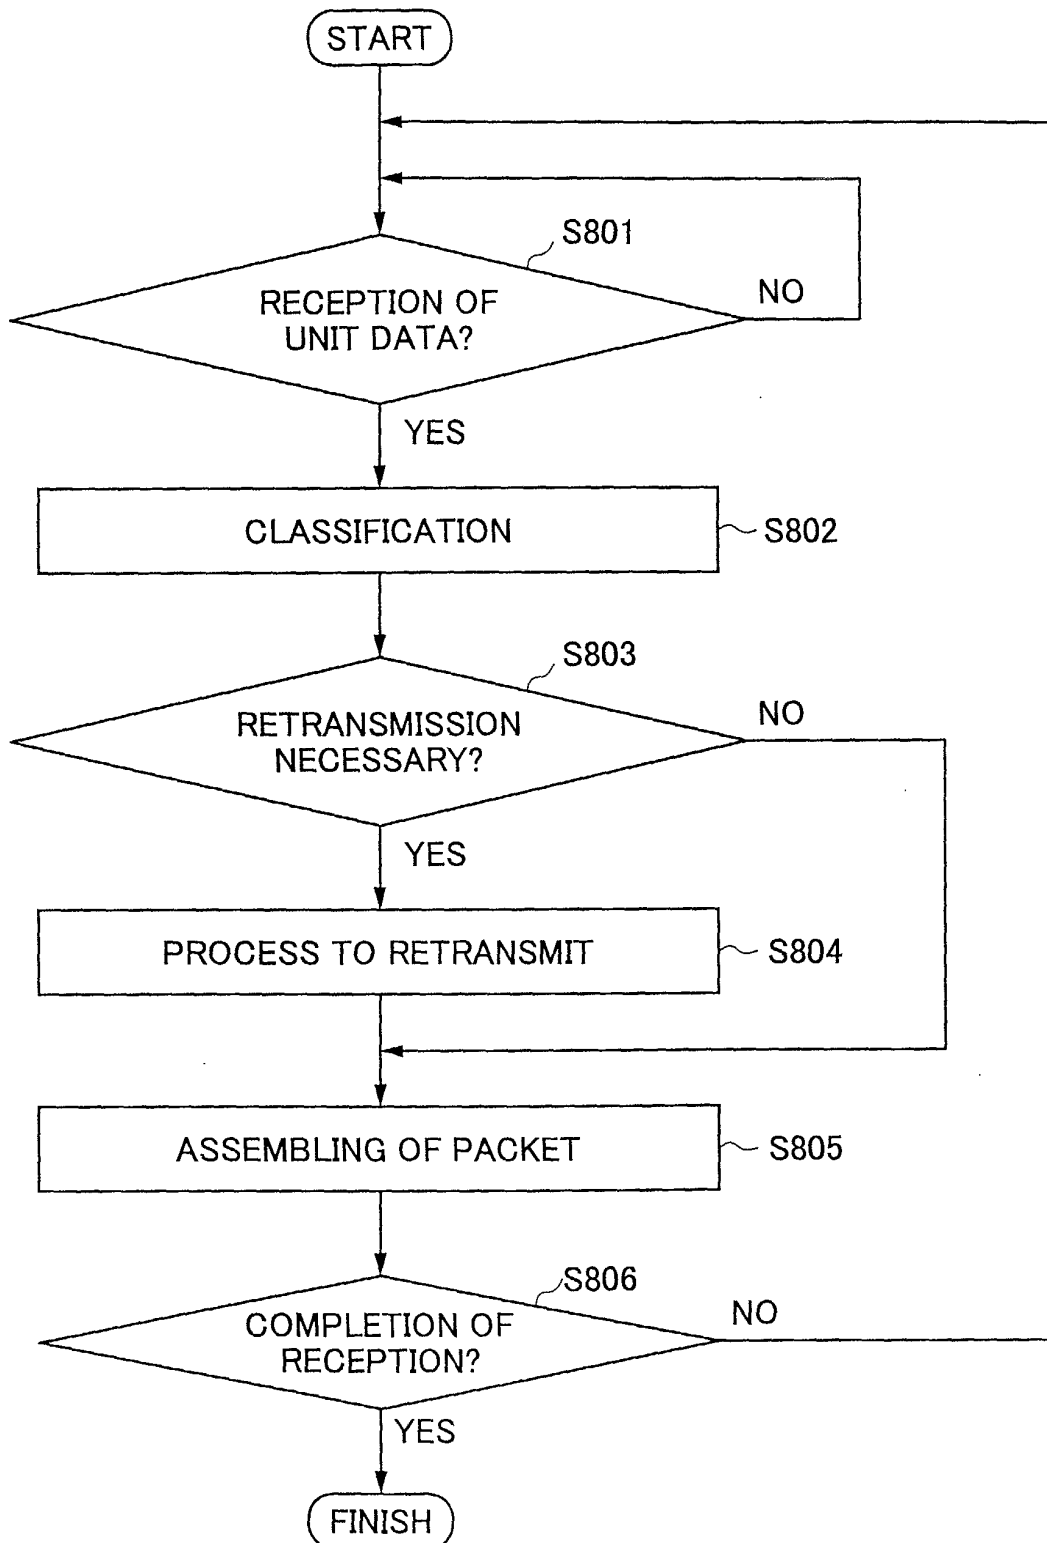 START
S801
RECEPTION OF
UNIT DATA?
NO
YES
CLASSIFICATION
S802
S803
RETRANSMISSION
NECESSARY?
NO
YES
PROCESS TO RETRANSMIT
S804
ASSEMBLING OF PACKET
S805
S806
COMPLETION OF
RECEPTION?
NO
YES
FINISH